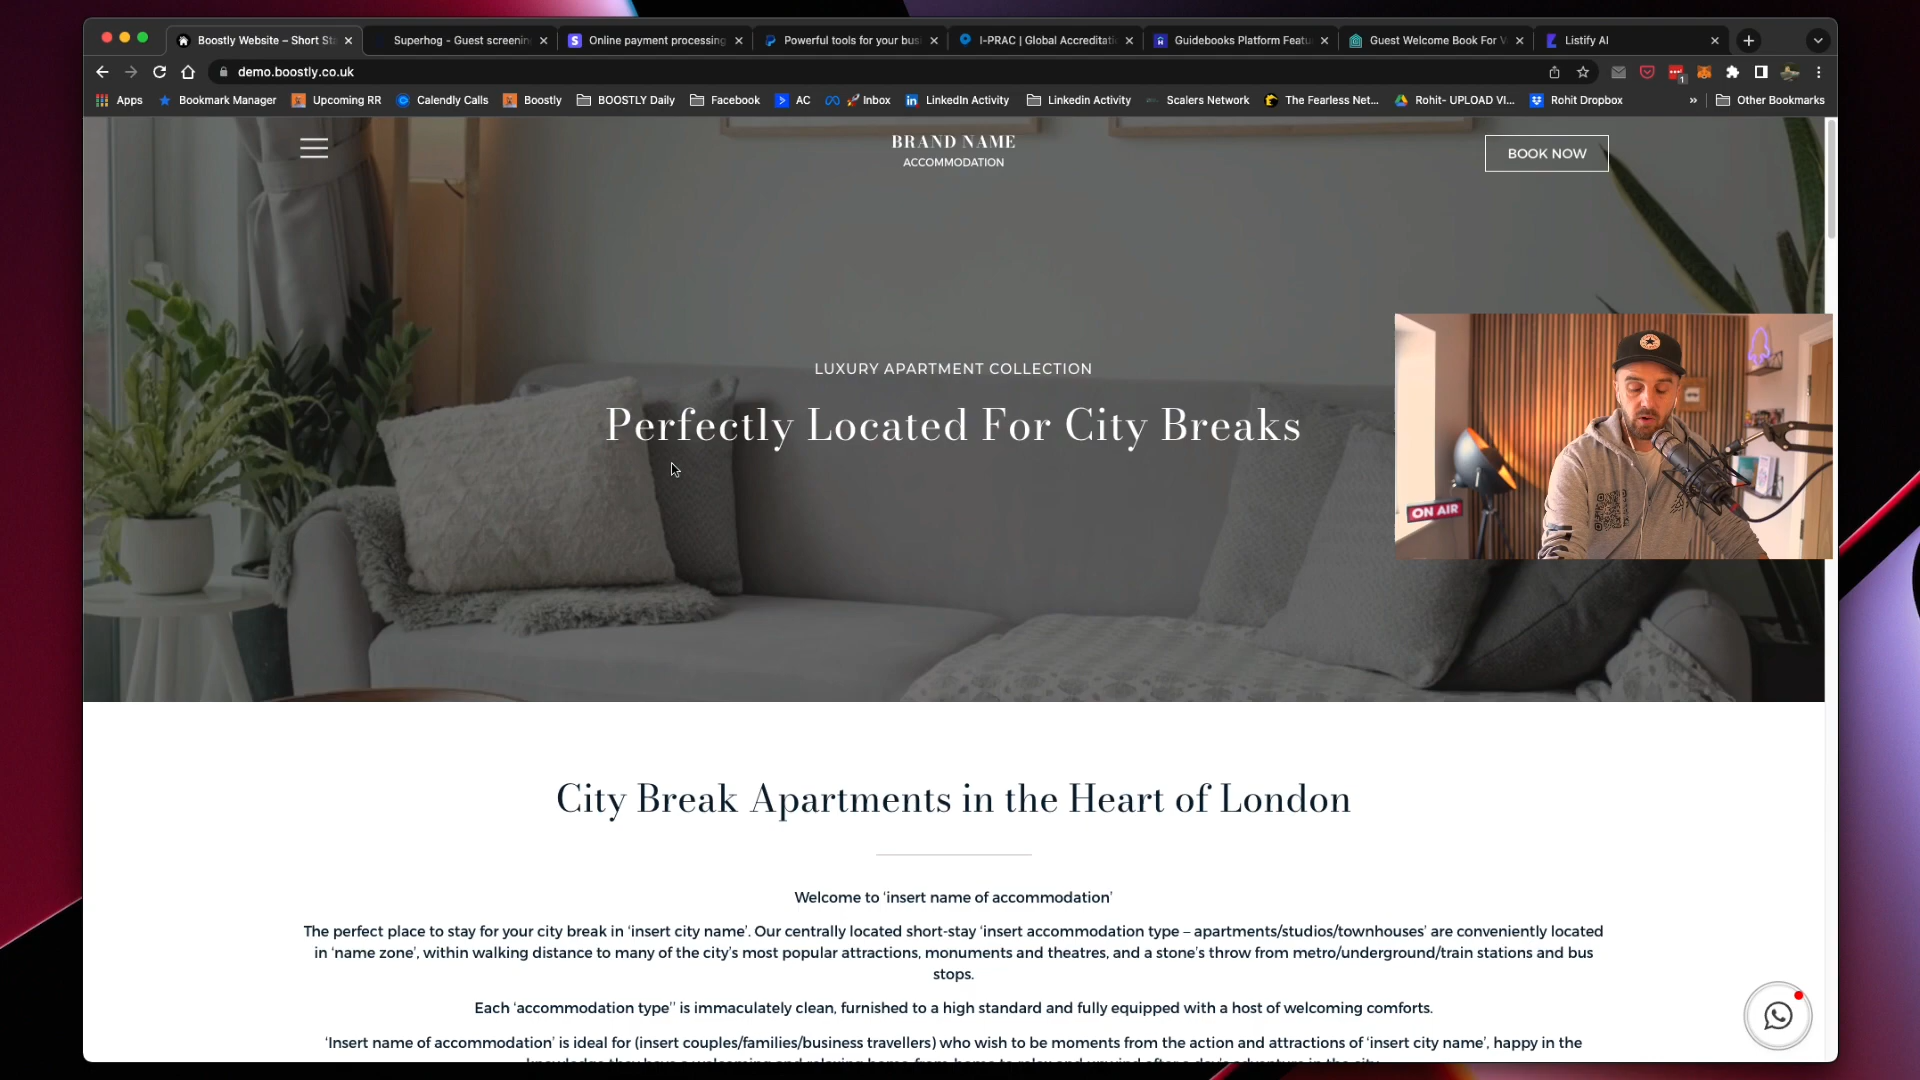 Boostly Website – Short Sta
Superhog - Guest screenin
Online payment processing
Powerful tools for your bus
I-PRAC | Global Accreditati
Guidebooks Platform Featu
Guest Welcome Book For V
Listify AI
demo.boostly.co.uk
1
Apps
Bookmark Manager
Upcoming RR
Calendly Calls
Boostly
BOOSTLY Daily
Facebook
AC
🚀 Inbox
LinkedIn Activity
Linkedin Activity
Scalers Network
The Fearless Net...
Rohit- UPLOAD VI...
Rohit Dropbox
»
Other Bookmarks
BRAND NAME
ACCOMMODATION
BOOK NOW
LUXURY APARTMENT COLLECTION
Perfectly Located For City Breaks
ON AIR
City Break Apartments in the Heart of London
Welcome to ‘insert name of accommodation’
The perfect place to stay for your city break in ‘insert city name’. Our centrally located short-stay ‘insert accommodation type – apartments/studios/townhouses’ are conveniently located
in ‘name zone’, within walking distance to many of the city’s most popular attractions, monuments and theatres, and a stone’s throw from metro/underground/train stations and bus
stops.
Each ‘accommodation type’’ is immaculately clean, furnished to a high standard and fully equipped with a host of welcoming comforts.
‘Insert name of accommodation’ is ideal for (insert couples/families/business travellers) who wish to be moments from the action and attractions of ‘insert city name’, happy in the